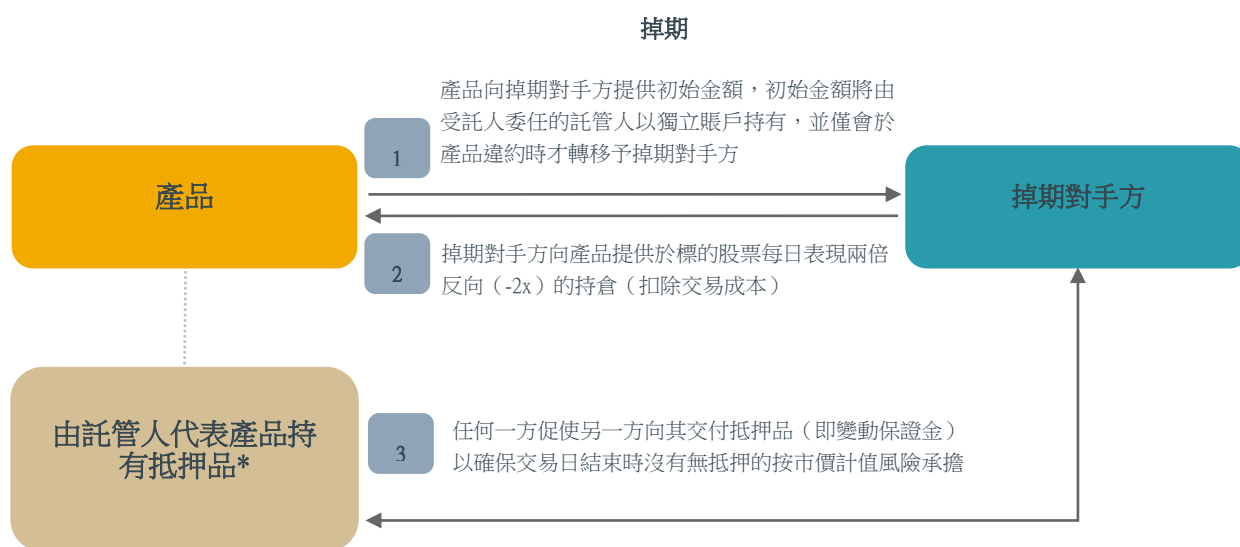 掉期
產品向掉期對手方提供初始金額，初始金額將由
受託人委任的託管人以獨立賬戶持有，並僅會於
產品違約時才轉移予掉期對手方
1
產品
掉期對手方
2
掉期對手方向產品提供於標的股票每日表現兩倍
反向（-2x）的持倉（扣除交易成本）
由託管人代表產品持
有抵押品*
3
任何一方促使另一方向其交付抵押品（即變動保證金）
以確保交易日結束時沒有無抵押的按市價計值風險承擔